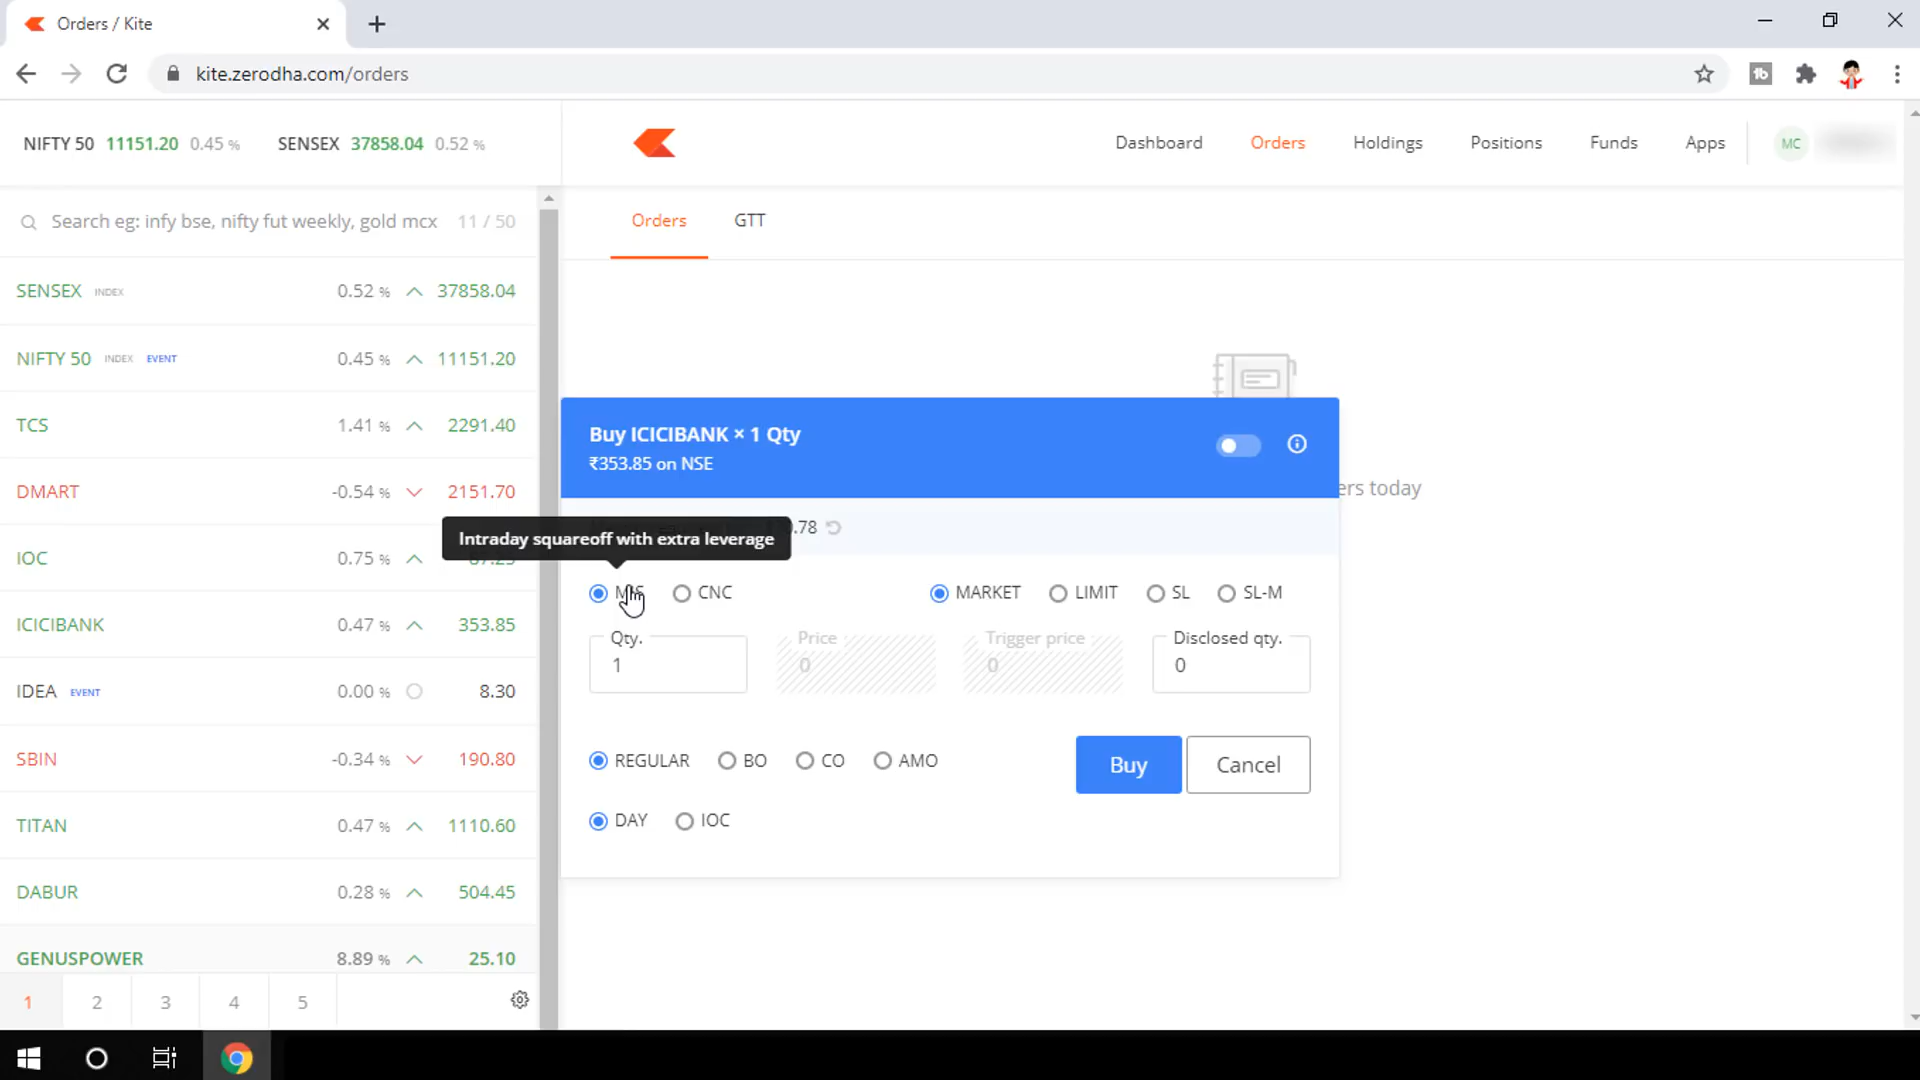 Orders / Kite
kite.zerodha.com/orders
NIFTY 50 11151.20 0.45 % SENSEX 37858.04 0.52 %
Dashboard Orders Holdings Positions Funds Apps MC
Search eg: infy bse, nifty fut weekly, gold mcx 11 / 50
Orders GTT
SENSEX INDEX 0.52 % 37858.04
NIFTY 50 INDEX EVENT 0.45 % 11151.20
TCS 1.41 % 2291.40
DMART -0.54 % 2151.70
IOC 0.75 %
ICICIBANK 0.47 % 353.85
IDEA EVENT 0.00 % 8.30
SBIN -0.34 % 190.80
TITAN 0.47 % 1110.60
DABUR 0.28 % 504.45
GENUSPOWER 8.89 % 25.10
1 2 3 4 5
today
Buy ICICIBANK × 1 Qty
₹353.85 on NSE
.78
Intraday squareoff with extra leverage
MIS CNC MARKET LIMIT SL SL-M
Qty. Price Trigger price Disclosed qty.
1 0 0 0
REGULAR BO CO AMO
Buy Cancel
DAY IOC